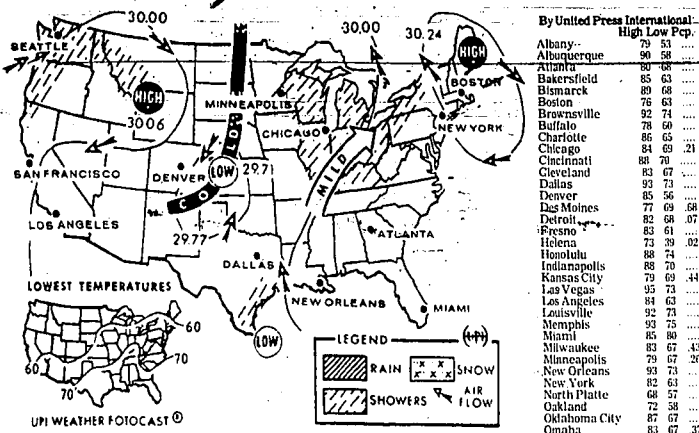 30.00
SEATTLE
HIGH
30.06
MINNEAPOLIS
30.00
30.24
HIGH
BOSTON
NEW YORK
CHICAGO
SAN FRANCISCO
DENVER
COLD
LOW
29.71
29.77
MILD
LOS ANGELES
DALLAS
ATLANTA
NEW ORLEANS
MIAMI
LOW
LOWEST TEMPERATURES
60
70
60
70
UPI WEATHER FOTOCAST
LEGEND
RAIN
SNOW
SHOWERS
AIR FLOW
By United Press International
High Low Pcp.
Albany 79 53 ....
Albuquerque 90 58 ....
Atlanta 80 68 ....
Bakersfield 85 63 ....
Bismarck 89 68 ....
Boston 76 63 ....
Brownsville 92 74 ....
Buffalo 78 60 ....
Charlotte 86 65 ....
Chicago 84 69 .21
Cincinnati 88 70 ....
Cleveland 83 67 ....
Dallas 93 73 ....
Denver 85 56 ....
Des Moines 77 69 .68
Detroit 82 68 .07
Fresno 83 61 ....
Helena 73 39 .02
Honolulu 88 74 ....
Indianapolis 88 70 ....
Kansas City 79 69 .44
Las Vegas 95 73 ....
Los Angeles 84 63 ....
Louisville 92 73 ....
Memphis 93 75 ....
Miami 85 80 ....
Milwaukee 83 67
Minneapolis 79 67
New Orleans 93 73 ...
New York 82 63 ...
North Platte 68 57 ...
Oakland 72 58 ...
Oklahoma City 87 67 ...
Omaha 83 67